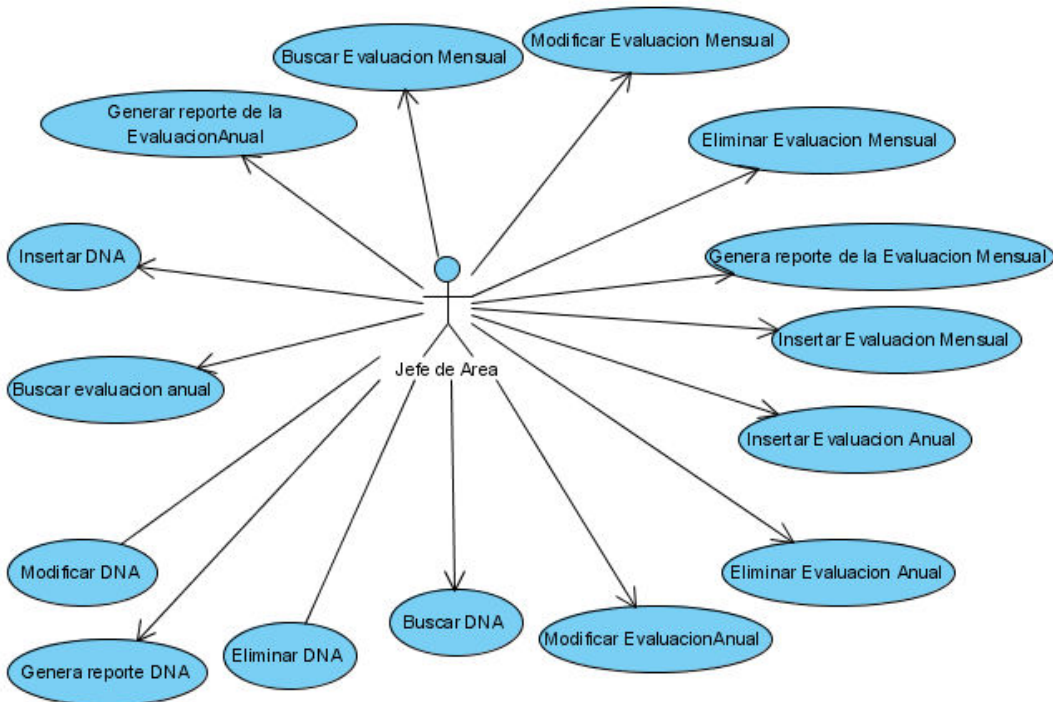 Modificar Evaluacion Mensual
Buscar Evaluacion Mensual
Generar reporte de la
EvaluacionAnual
Eliminar Evaluacion Mensual
Insertar DNA
Genera reporte de la Evaluacion Mensual
Insertar Evaluacion Mensual
Jefe de Area
Buscar evaluacion anual
Insertar Evaluacion Anual
Modificar DNA
Eliminar Evaluacion Anual
Buscar DNA
Modificar EvaluacionAnual
Eliminar DNA
Genera reporte DNA